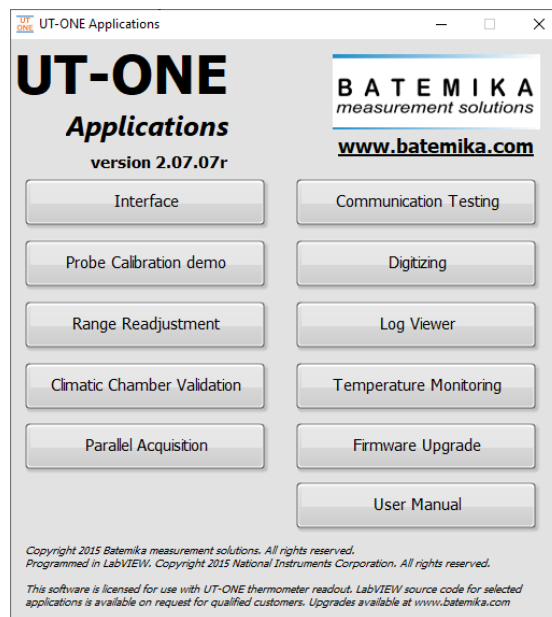 UT ONE UT-ONE Applications
UT-ONE
Applications
version 2.07.07r
BATEMIKA
measurement solutions
www.batemika.com
Interface
Communication Testing
Probe Calibration demo
Digitizing
Range Readjustment
Log Viewer
Climatic Chamber Validation
Temperature Monitoring
Parallel Acquisition
Firmware Upgrade
User Manual
Copyright 2015 Batemika measurement solutions. All rights reserved.
Programmed in LabVIEW. Copyright 2015 National Instruments Corporation. All rights reserved.
This software is licensed for use with UT-ONE thermometer readout. LabVIEW source code for selected
applications is available on request for qualified customers. Upgrades available at www.batemika.com